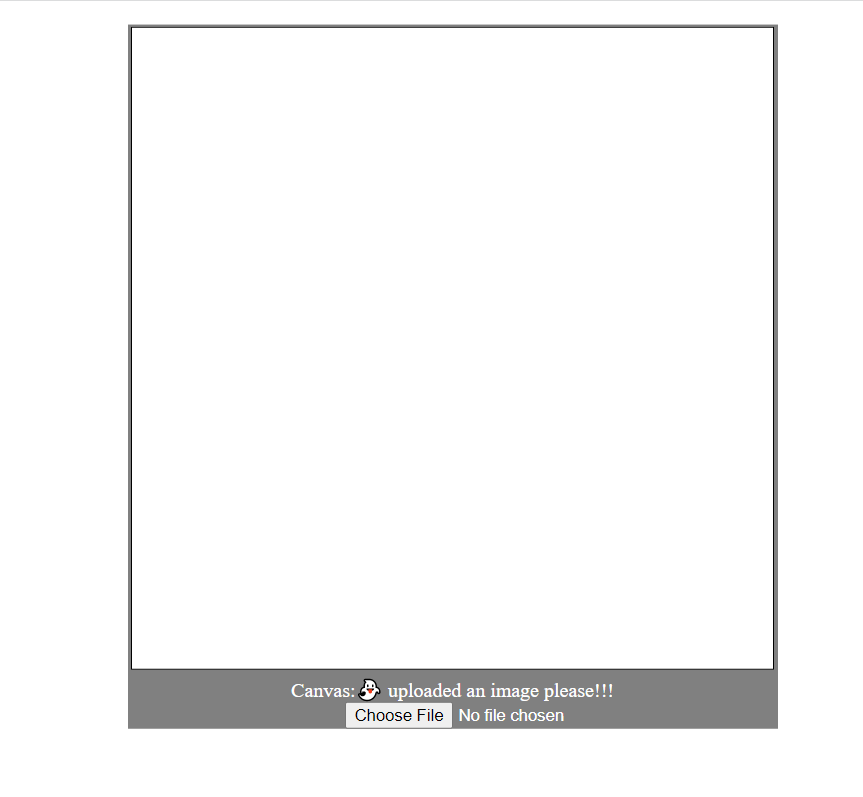 Canvas:👻 uploaded an image please!!!
Choose File No file chosen